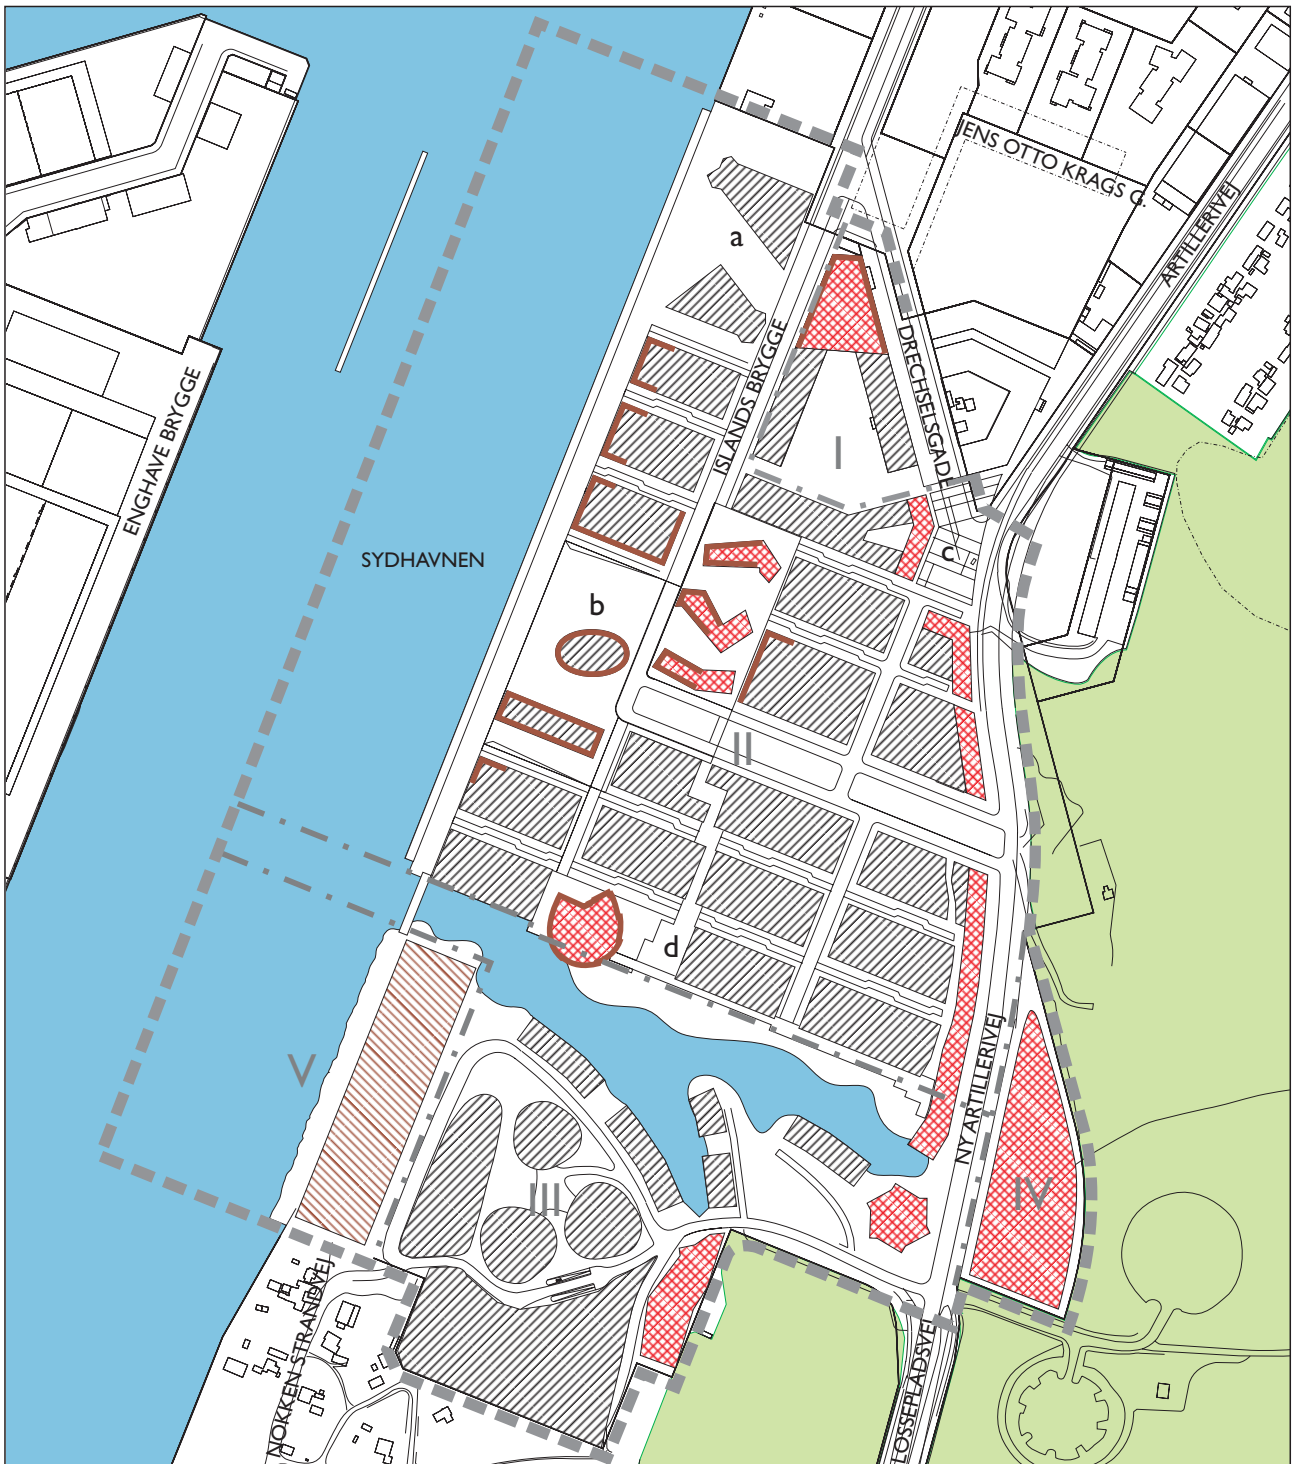 JENS OTTO KRAGS G.
ARTILLERIVEJ
a
ISLANDS BRYGGE
DRECHSELSGADE
ENGHAVE BRYGGE
I
SYDHAVNEN
c
b
II
d
NY ARTILLERIVEJ
V
III
IV
NOKKEN STRANDVEJ
LOSSEPLADSVEJ